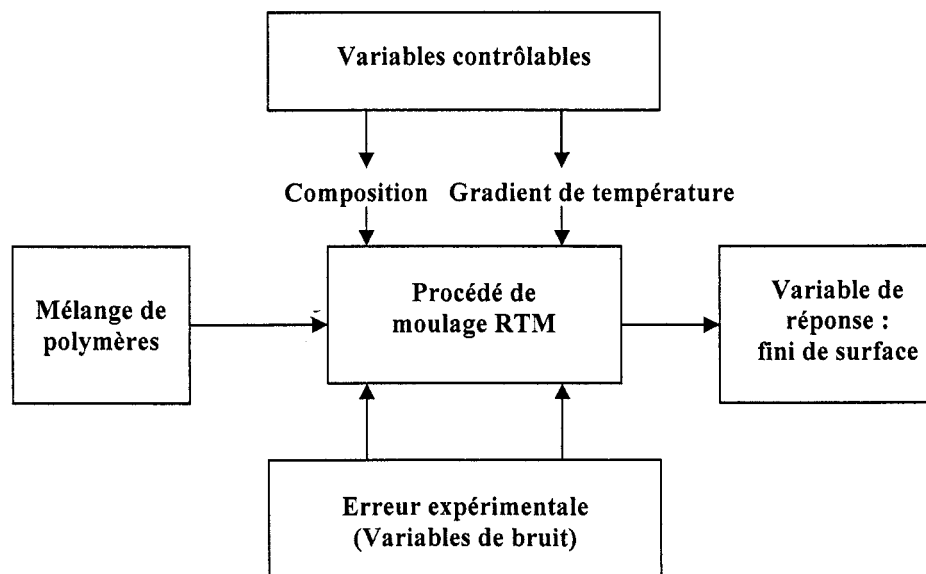 Variables contrôlables
Composition
Gradient de température
Mélange de
polymères
Procédé de
moulage RTM
Variable de
réponse :
fini de surface
Erreur expérimentale
(Variables de bruit)